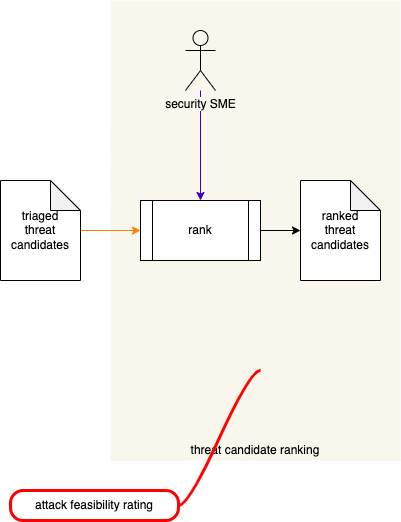 security SME
triaged
threat
candidates
rank
ranked
threat
candidates
threat candidate ranking
attack feasibility rating